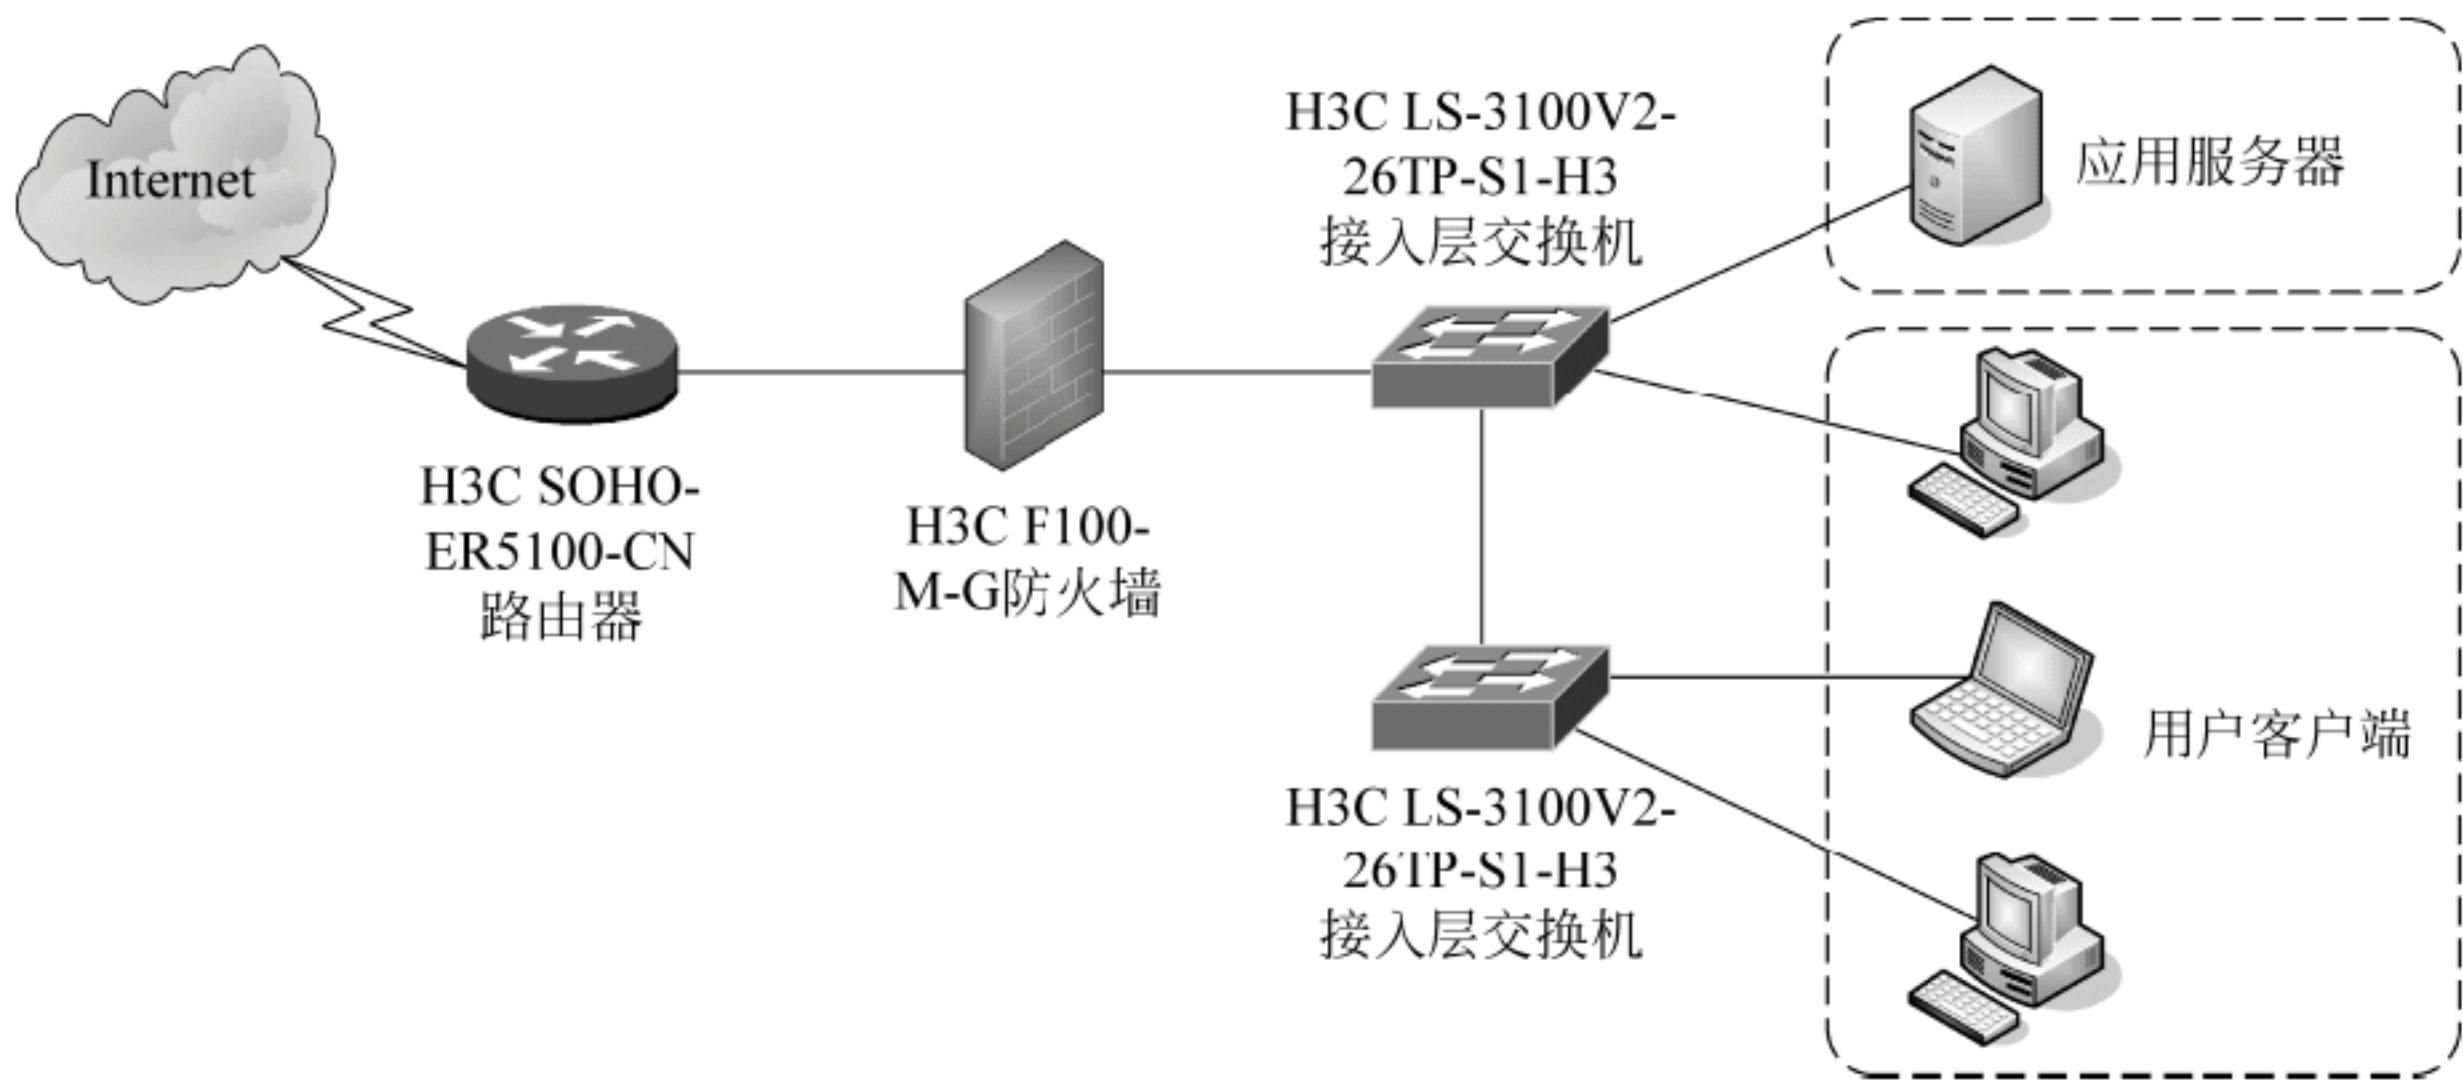 Internet
H3C SOHO-
ER5100-CN
路由器
H3C F100-
M-G防火墙
H3C LS-3100V2-
26TP-S1-H3
接入层交换机
应用服务器
用户客户端
H3C LS-3100V2-
26TP-S1-H3
接入层交换机